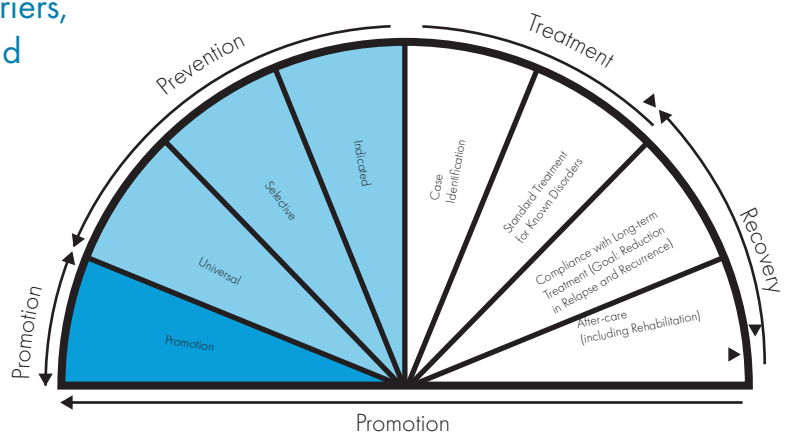 riers,
d
Promotion
Prevention
Treatment
Recovery
Promotion
Universal
Selective
Indicated
Case
Identification
Standard Treatment
for Known Disorders
Compliance with Long-term
Treatment (Goal: Reduction
in Relapse and Recurrence)
After-care
(including Rehabilitation)
Promotion